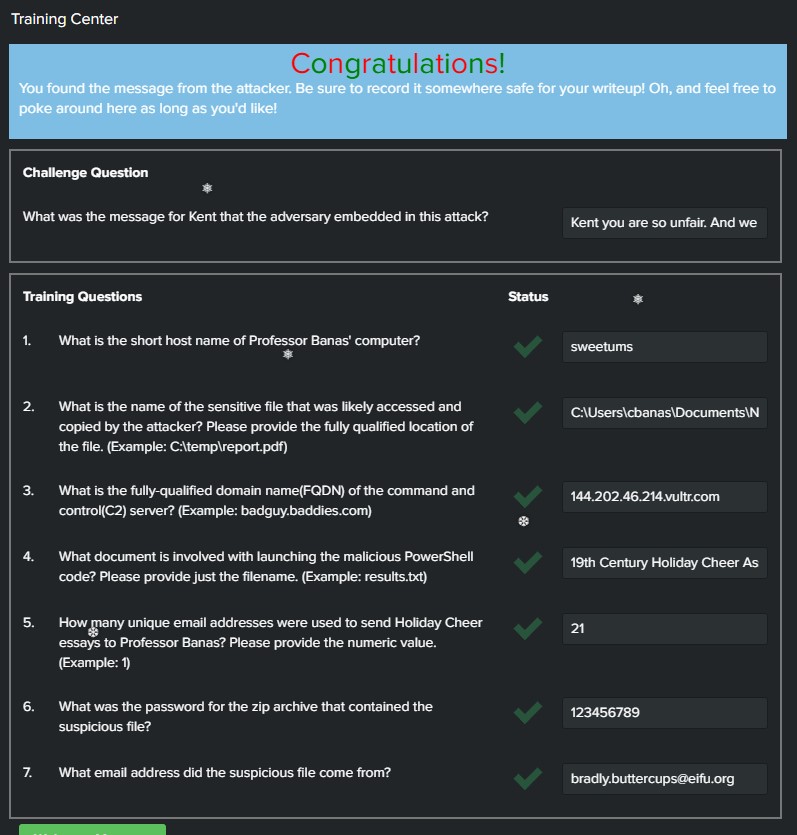 Training Center
Congratulations!
You found the message from the attacker. Be sure to record it somewhere safe for your writeup! Oh, and feel free to
poke around here as long as you'd like!
Challenge Question
What was the message for Kent that the adversary embedded in this attack?
Kent you are so unfair. And we
Training Questions
Status
1. What is the short host name of Professor Banas' computer?
sweetums
2. What is the name of the sensitive file that was likely accessed and
copied by the attacker? Please provide the fully qualified location of
the file. (Example: C:\temp\report.pdf)
C:\Users\cbanas\Documents\N
3. What is the fully-qualified domain name(FQDN) of the command and
control(C2) server? (Example: badguy.baddies.com)
144.202.46.214.vultr.com
4. What document is involved with launching the malicious PowerShell
code? Please provide just the filename. (Example: results.txt)
19th Century Holiday Cheer As
5. How many unique email addresses were used to send Holiday Cheer
essays to Professor Banas? Please provide the numeric value.
(Example: 1)
21
6. What was the password for the zip archive that contained the
suspicious file?
123456789
7. What email address did the suspicious file come from?
bradly.buttercups@eifu.org